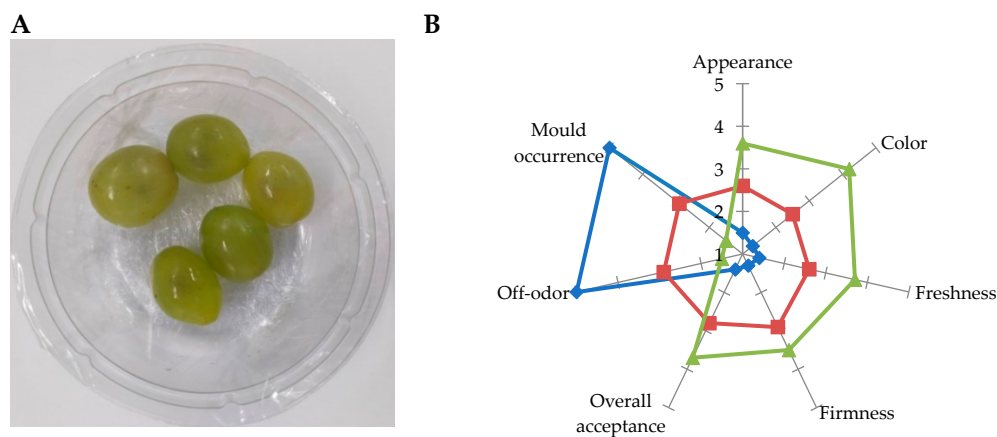 A
B
Appearance
5
4
3
2
1
Color
Freshness
Firmness
Overall
acceptance
Off-odor
Mould
occurrence